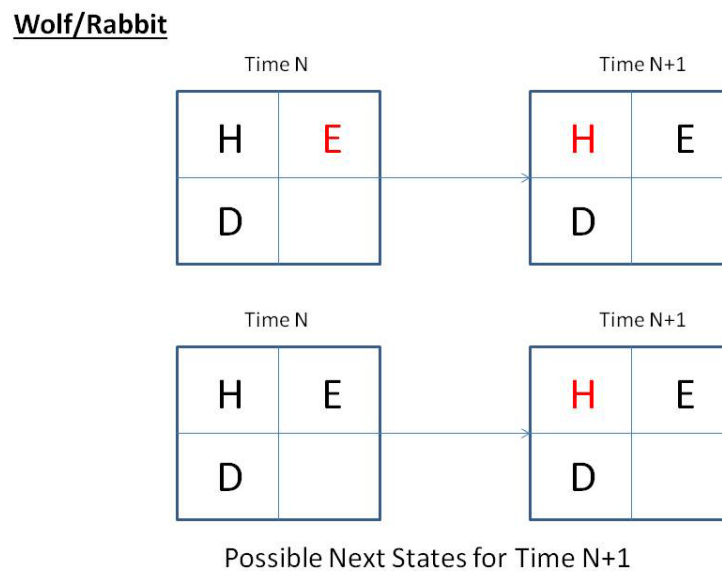 Wolf/Rabbit
Time N Time N+1
H E H E
D D
Time N Time N+1
H E H E
D D
Possible Next States for Time N+1